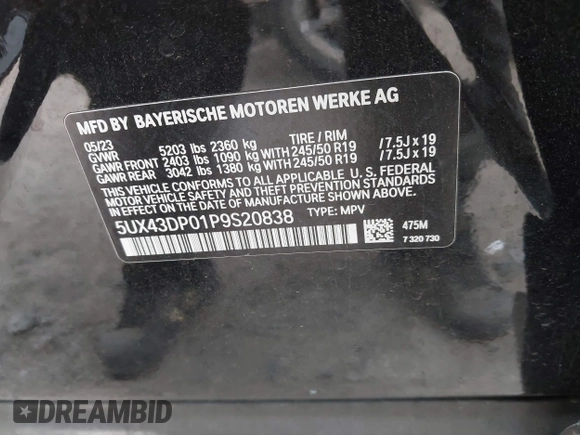 MFD BY BAYERISCHE MOTOREN WERKE AG
05/23 5203 lbs 2360 kg TIRE / RIM
GVWR
GAWR FRONT 2403 lbs 1090 kg WITH 245/50 R19 / 7.5J x 19
GAWR REAR 3042 lbs 1380 kg WITH 245/50 R19 / 7.5J x 19
THIS VEHICLE CONFORMS TO ALL APPLICABLE U.S. FEDERAL
MOTOR VEHICLE SAFETY, BUMPER, AND THEFT PREVENTION STANDARDS
IN EFFECT ON THE DATE OF MANUFACTURE SHOWN ABOVE.
5UX43DP01P9S20838 TYPE: MPV
475M
7 320 730
DREAMBID